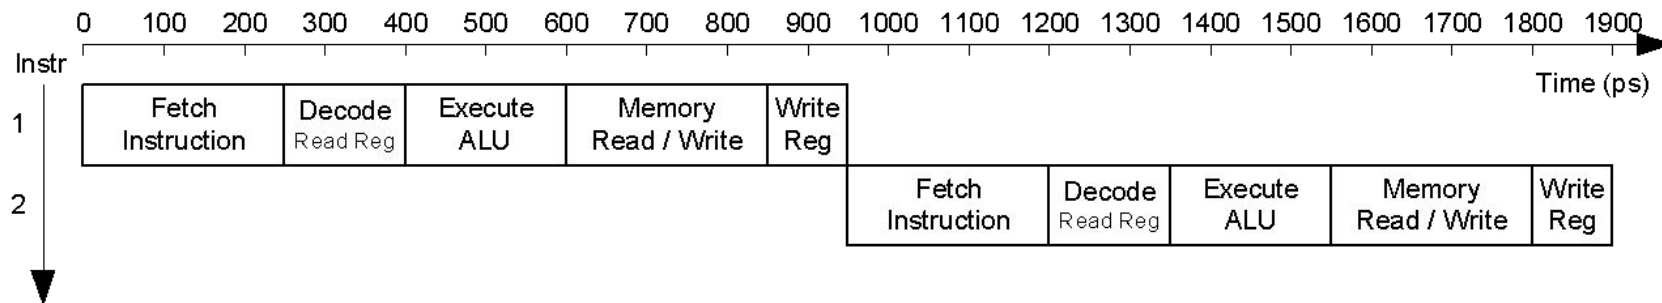 0 100 200 300 400 500 600 700 800 900 1000 1100 1200 1300 1400 1500 1600 1700 1800 1900
Instr
Time (ps)
1
Fetch
Instruction
Decode
Read Reg
Execute
ALU
Memory
Read / Write
Write
Reg
2
Fetch
Instruction
Decode
Read Reg
Execute
ALU
Memory
Read / Write
Write
Reg